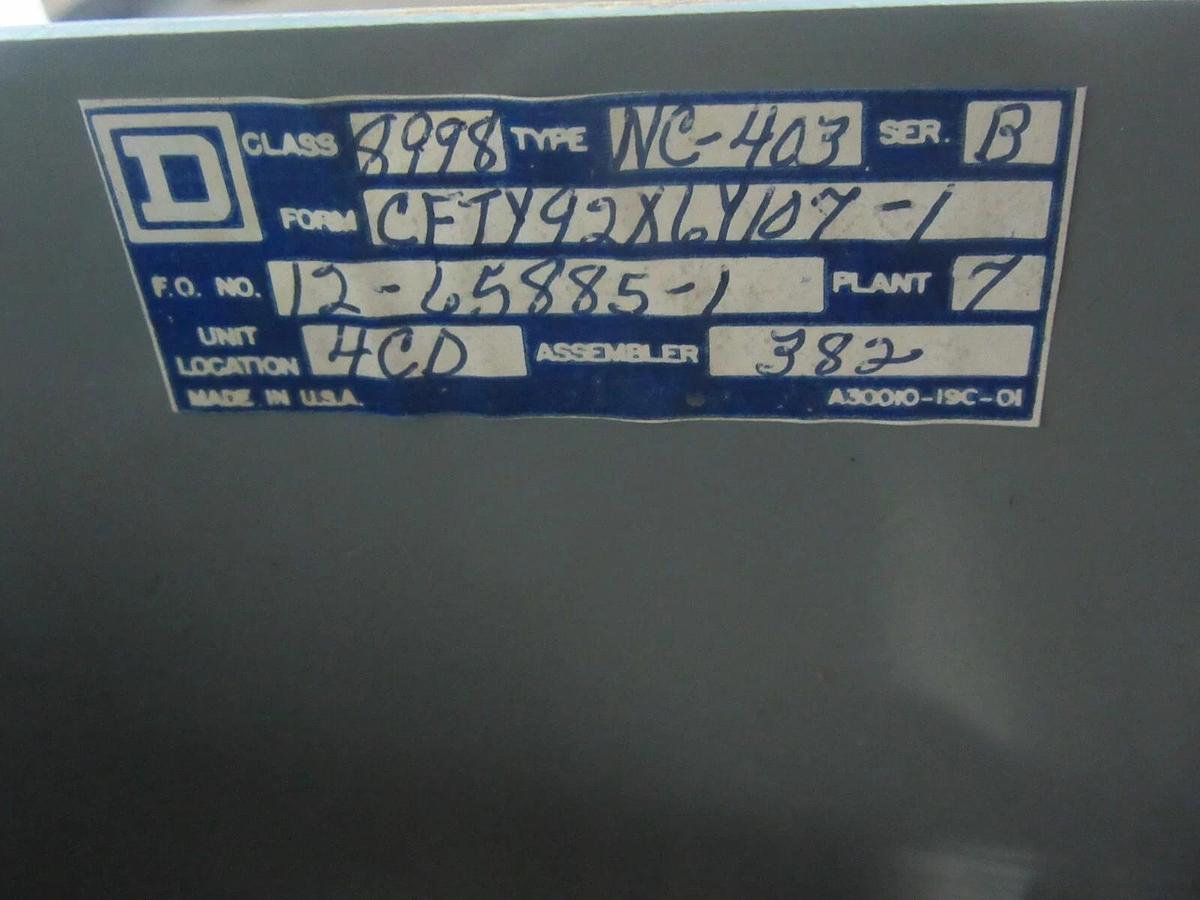 D CLASS 8998 TYPE NC-403 SER. B
FORM CFTY92X6Y107-1
F.O. NO. 12-65885-1 PLANT 7
UNIT LOCATION 4CD ASSEMBLER 382
MADE IN U.S.A. A30010-19C-01